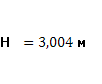 H = 3,004 м